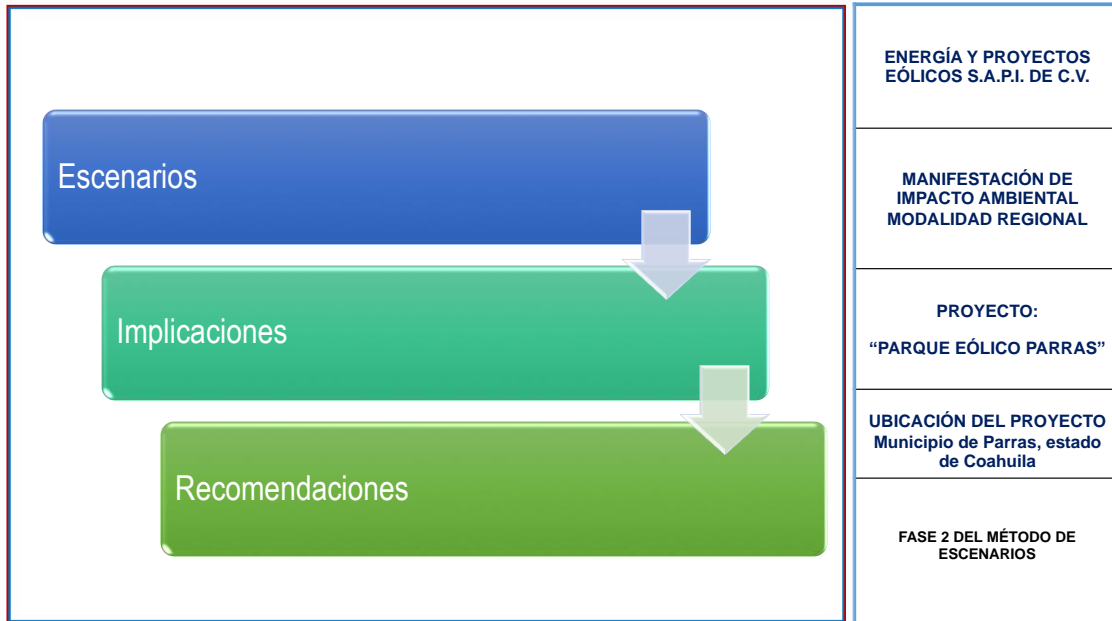 Escenarios
Implicaciones
Recomendaciones
ENERGÍA Y PROYECTOS
EÓLICOS S.A.P.I. DE C.V.
MANIFESTACIÓN DE
IMPACTO AMBIENTAL
MODALIDAD REGIONAL
PROYECTO:
“PARQUE EÓLICO PARRAS”
UBICACIÓN DEL PROYECTO
Municipio de Parras, estado
de Coahuila
FASE 2 DEL MÉTODO DE
ESCENARIOS